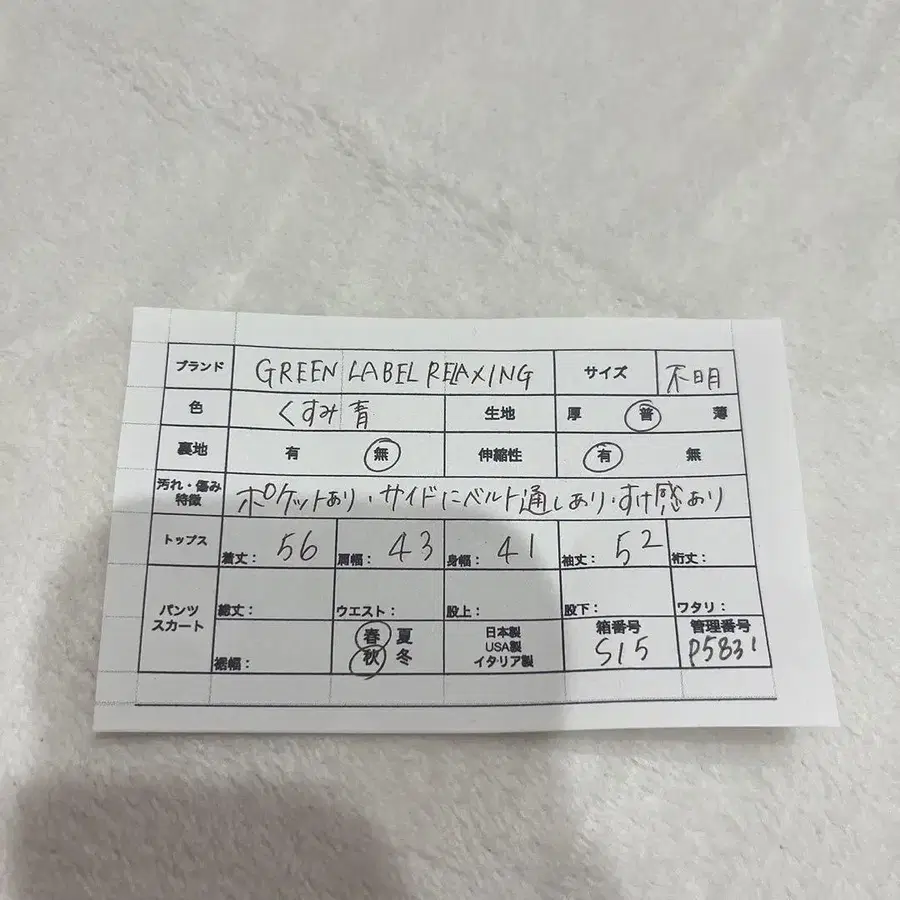 ブランド GREEN LABEL RELAXING サイズ 不明
色 くすみ青 生地 厚 普 薄
裏地 有 無 伸縮性 有 無
汚れ・傷み
特徴 ポケットあり・サイドにベルト通しあり・すけ感あり
トップス 着丈： 56 肩幅： 43 身幅： 41 袖丈： 52 裄丈：
パンツ
スカート 総丈： ウエスト： 股上： 股下： ワタリ：
裾幅： 春 夏
秋 冬 日本製
USA製
イタリア製 箱番号
S15 管理番号
P5831